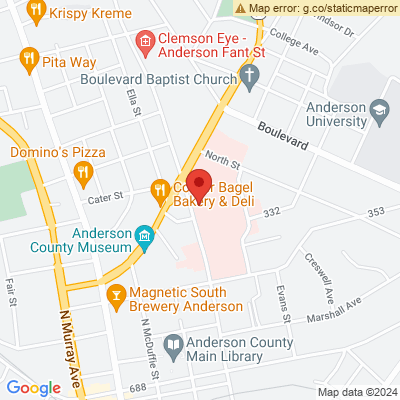 Map error: g.co/staticmaperror
Krispy Kreme
Windsor Dr
College Ave
Clemson Eye -
Anderson Fant St
Pita Way
Boulevard Baptist Church
Ella St
Anderson
University
Boulevard
Domino's Pizza
North St
Cater St
Bagel
Bakery & Deli
332
353
Anderson
County Museum
Fair St
N Murray Ave
Magnetic South
Brewery Anderson
Evans St
Creswell Ave
Marshall Ave
N McDuffie St
Anderson County
Main Library
688
Google
Map data ©2024